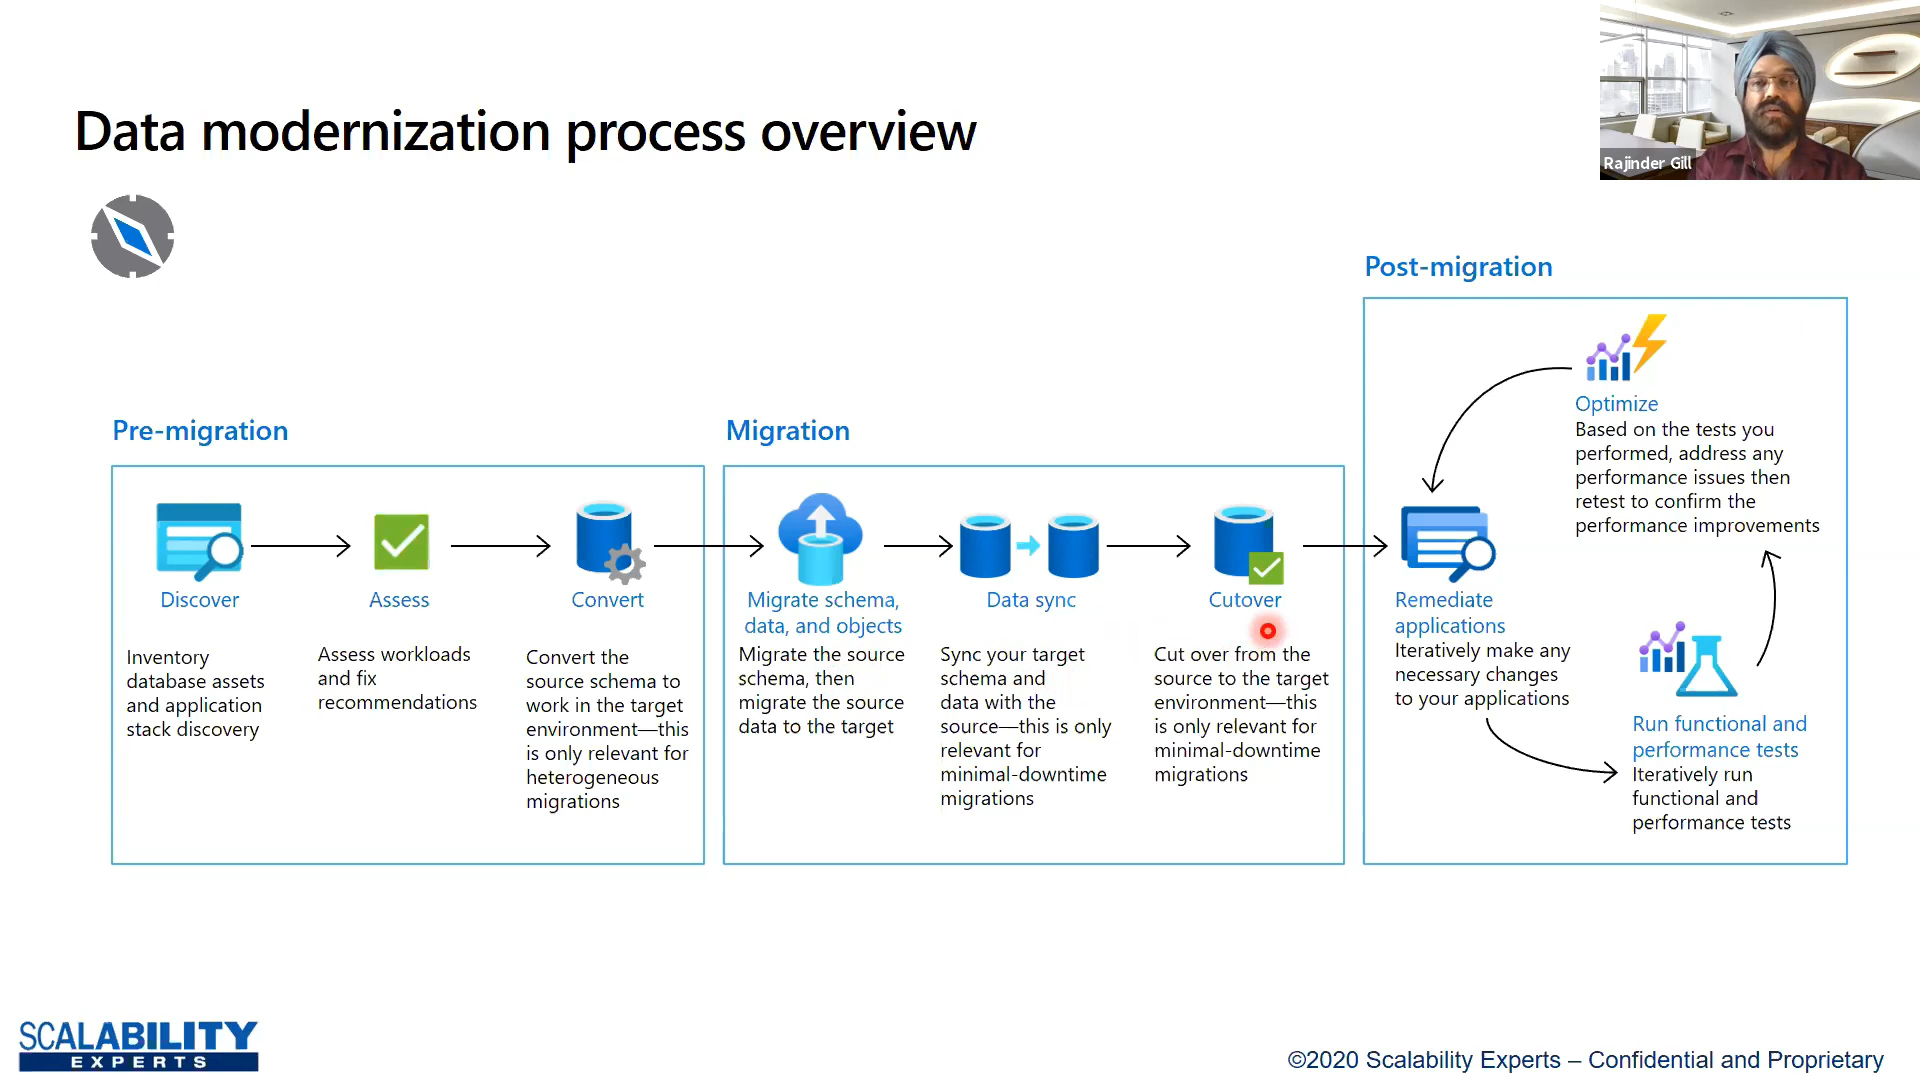 Data modernization process overview
Rajinder Gill
Pre-migration
Discover
Inventory
database assets
and application
stack discovery
Assess
Assess workloads
and fix
recommendations
Convert
Convert the
source schema to
work in the target
environment—this
is only relevant for
heterogeneous
migrations
Migration
Migrate schema,
data, and objects
Migrate the source
schema, then
migrate the source
data to the target
Data sync
Sync your target
schema and
data with the
source—this is only
relevant for
minimal-downtime
migrations
Cutover
Cut over from the
source to the target
environment—this
is only relevant for
minimal-downtime
migrations
Post-migration
Optimize
Based on the tests you
performed, address any
performance issues then
retest to confirm the
performance improvements
Remediate
applications
Iteratively make any
necessary changes
to your applications
Run functional and
performance tests
Iteratively run
functional and
performance tests
SCALABILITY
EXPERTS
©2020 Scalability Experts – Confidential and Proprietary